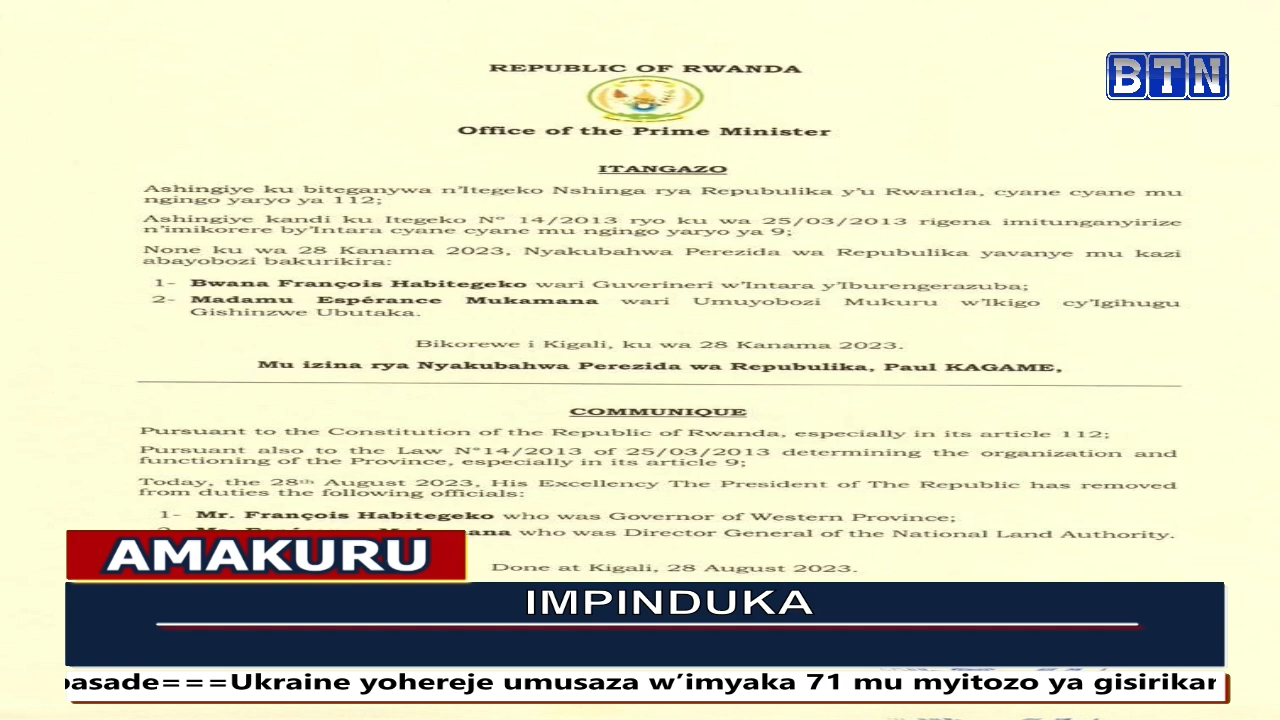 REPUBLIC OF RWANDA
BTN
Office of the Prime Minister
ITANGAZO
Ashingiye ku biteganywa n'Itegeko Nshinga rya Repubulika y'u Rwanda, cyane cyane mu
ngingo yaryo ya 112;
Ashingiye kandi ku Itegeko N° 14/2013 ryo ku wa 25/03/2013 rigena imitunganyirize
n'imikorere by'Intara cyane cyane mu ngingo yaryo ya 9;
None ku wa 28 Kanama 2023, Nyakubahwa Perezida wa Repubulika yavanye mu kazi
abayobozi bakurikira:
1- Bwana François Habitegeko wari Guverineri w'Intara y'Iburengerazuba;
2- Madamu Espérance Mukamana wari Umuyobozi Mukuru w'Ikigo cy'Igihugu
Gishinzwe Ubutaka.
Bikorewe i Kigali, ku wa 28 Kanama 2023.
Mu izina rya Nyakubahwa Perezida wa Repubulika, Paul KAGAME,
COMMUNIQUE
Pursuant to the Constitution of the Republic of Rwanda, especially in its article 112;
Pursuant also to the Law N°14/2013 of 25/03/2013 determining the organization and
functioning of the Province, especially in its article 9;
Today, the 28th August 2023, His Excellency The President of The Republic has removed
from duties the following officials:
1- Mr. François Habitegeko who was Governor of Western Province;
who was Director General of the National Land Authority.
AMAKURU
Done at Kigali, 28 August 2023.
IMPINDUKA
basade===Ukraine yohereje umusaza w'imyaka 71 mu myitozo ya gisirikar